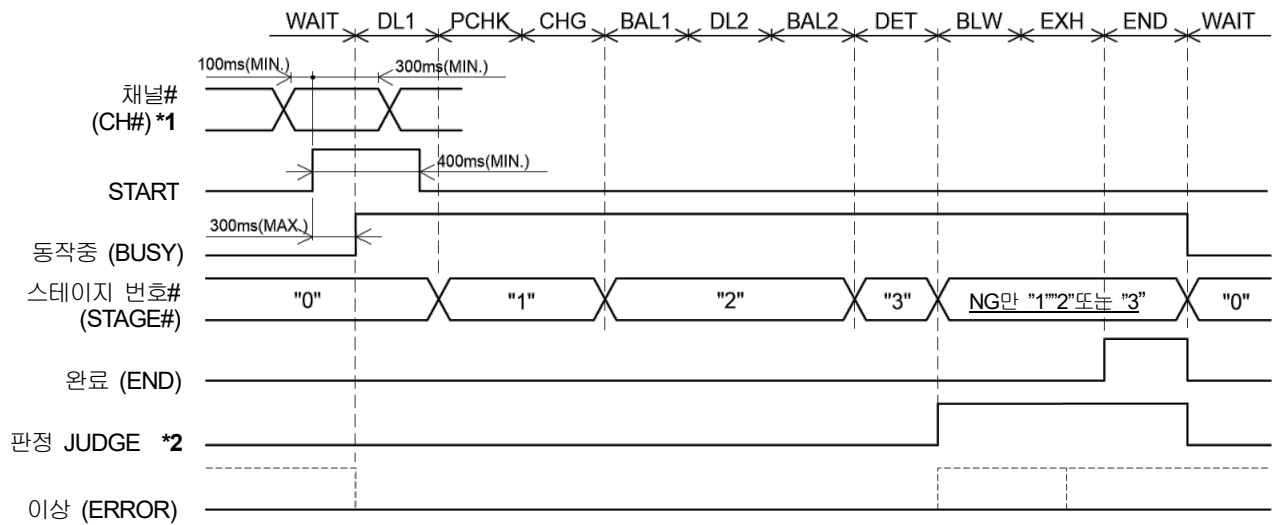 WAIT DL1 PCHK CHG BAL1 DL2 BAL2 DET BLW EXH END WAIT
100ms(MIN.) 300ms(MIN.)
채널#
(CH#) *1
400ms(MIN.)
START
300ms(MAX.)
동작중 (BUSY)
스테이지 번호#
(STAGE#)
"0" "1" "2" "3" NG만 "1""2"또는 "3" "0"
완료 (END)
판정 JUDGE *2
이상 (ERROR)